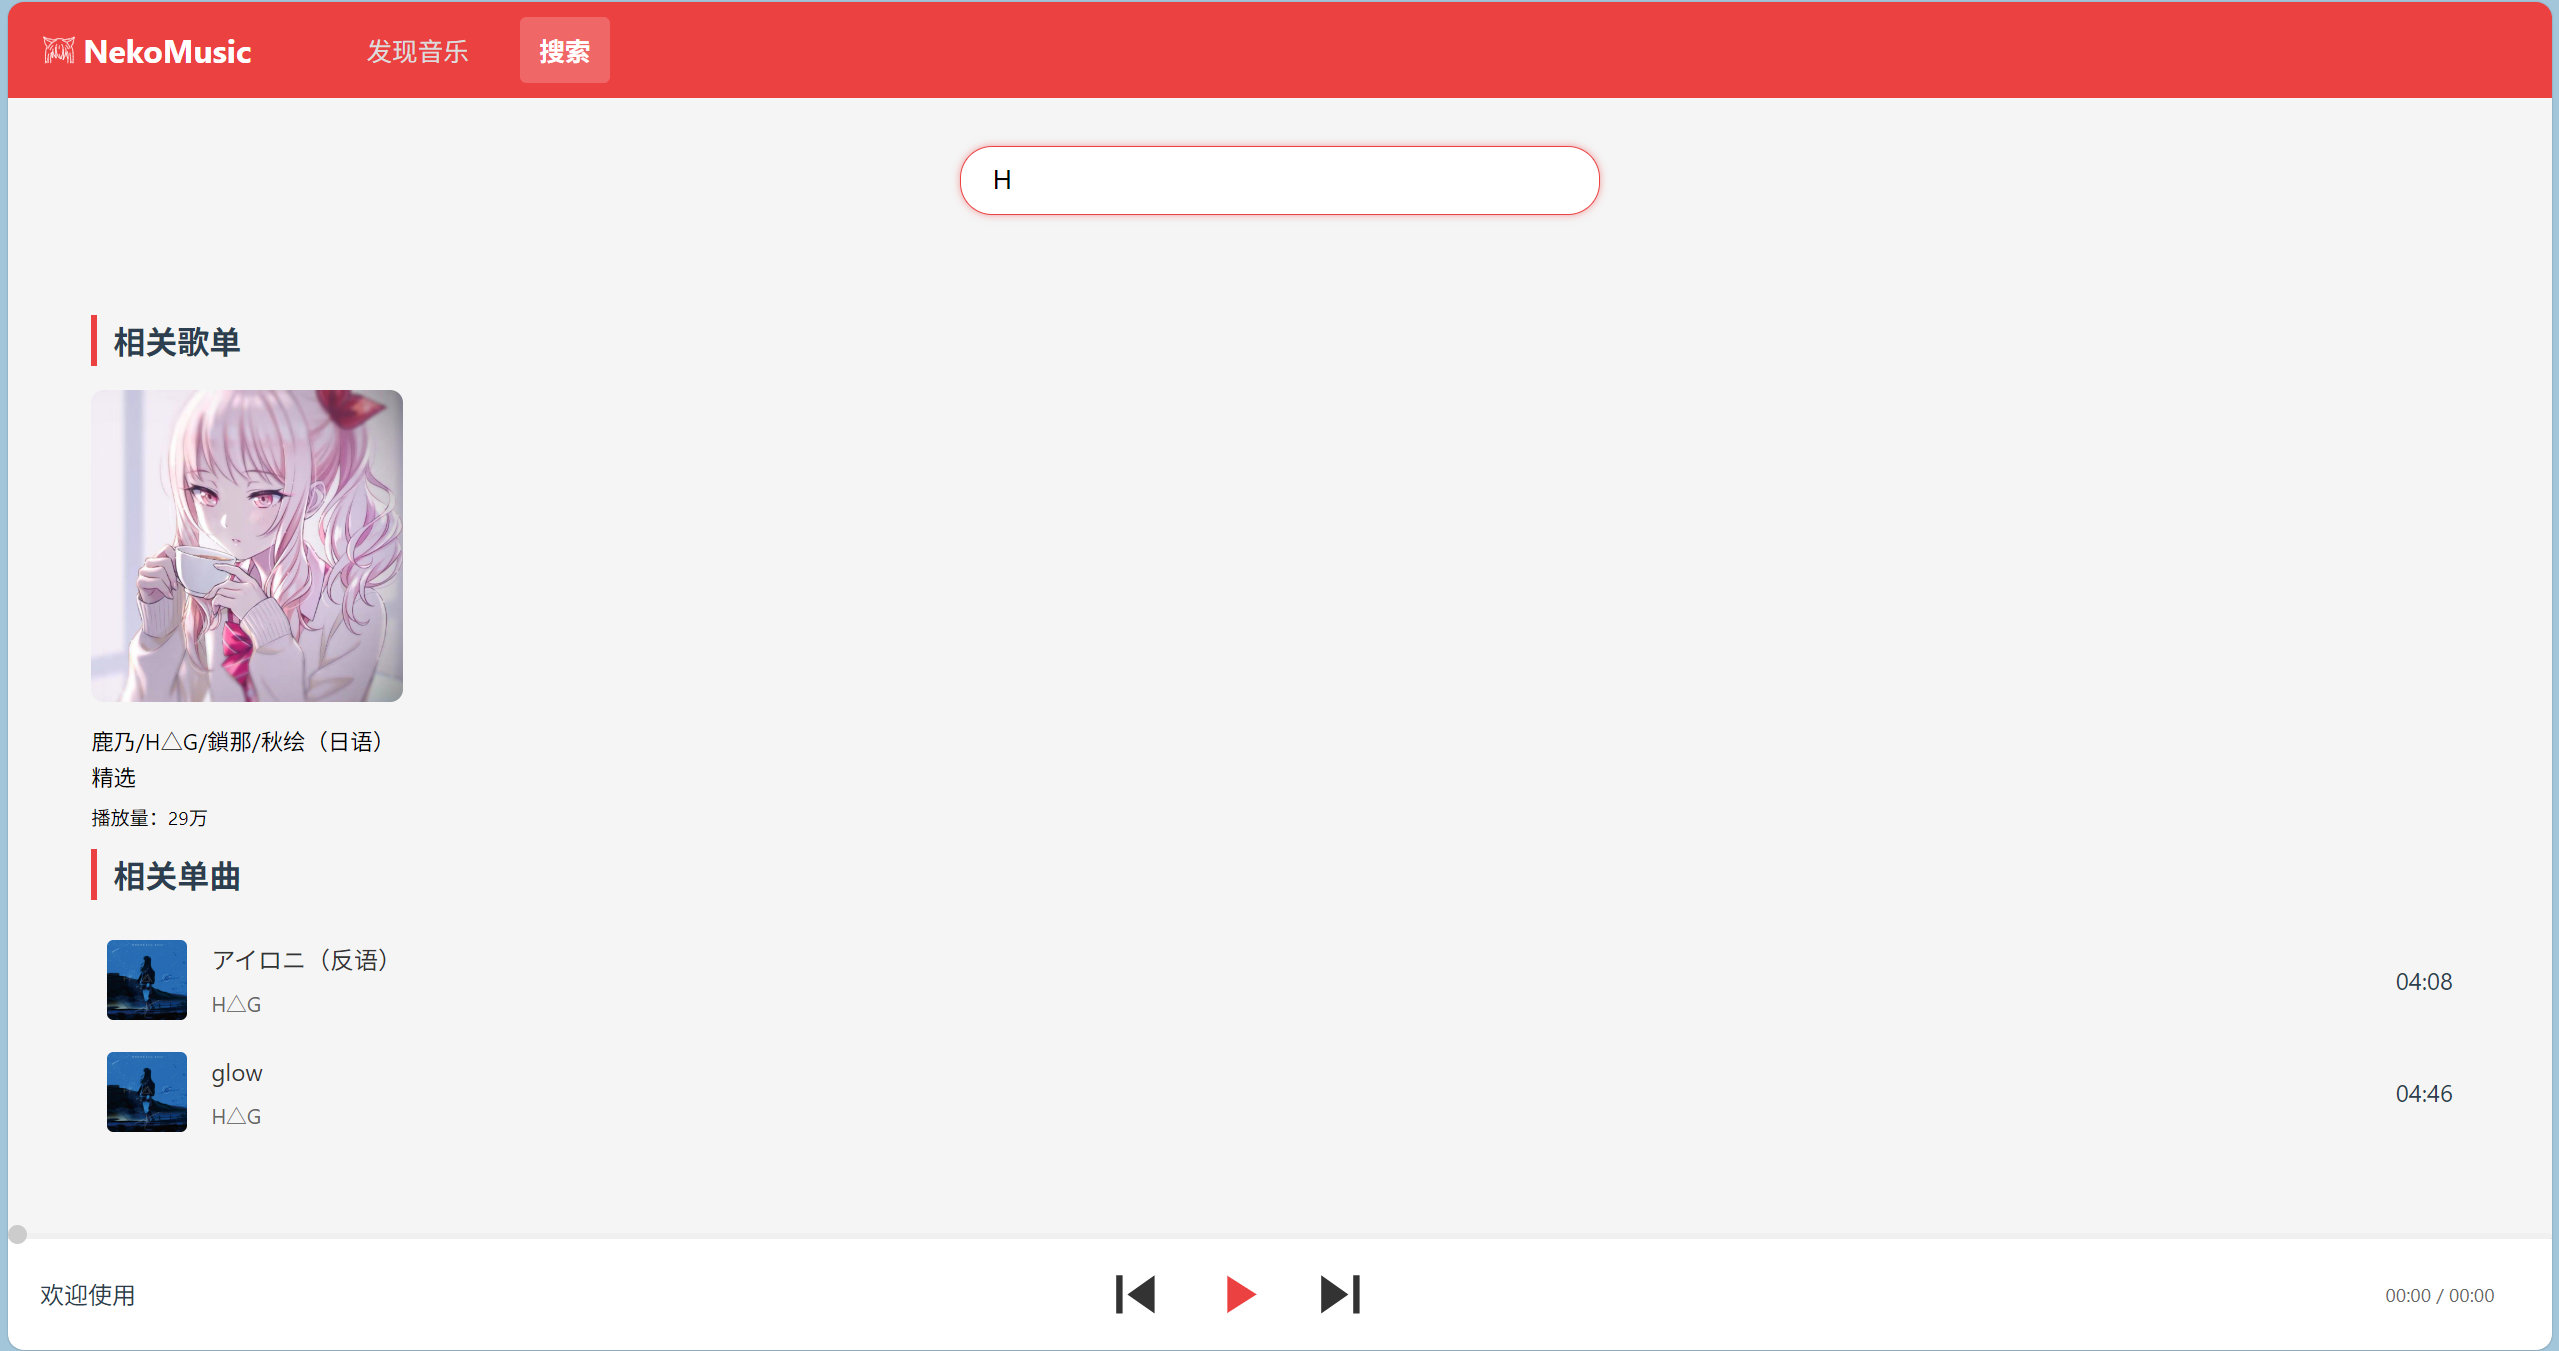 NekoMusic
发现音乐
搜索
H
相关歌单
鹿乃/H△G/鎖那/秋绘（日语）
精选
播放量：29万
相关单曲
アイロニ（反语）
H△G
04:08
glow
H△G
04:46
欢迎使用
00:00 / 00:00